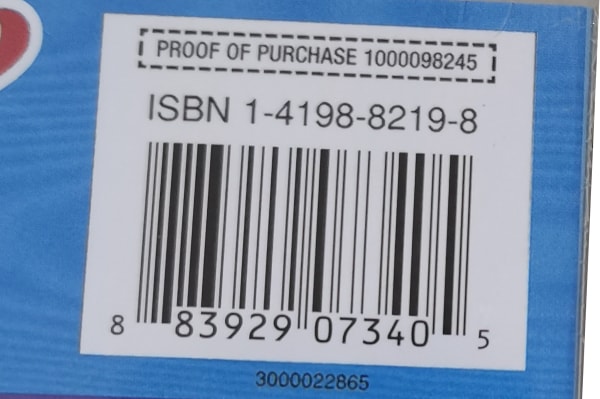 PROOF OF PURCHASE 1000098245
ISBN 1-4198-8219-8
8 83929 07340 5
3000022865